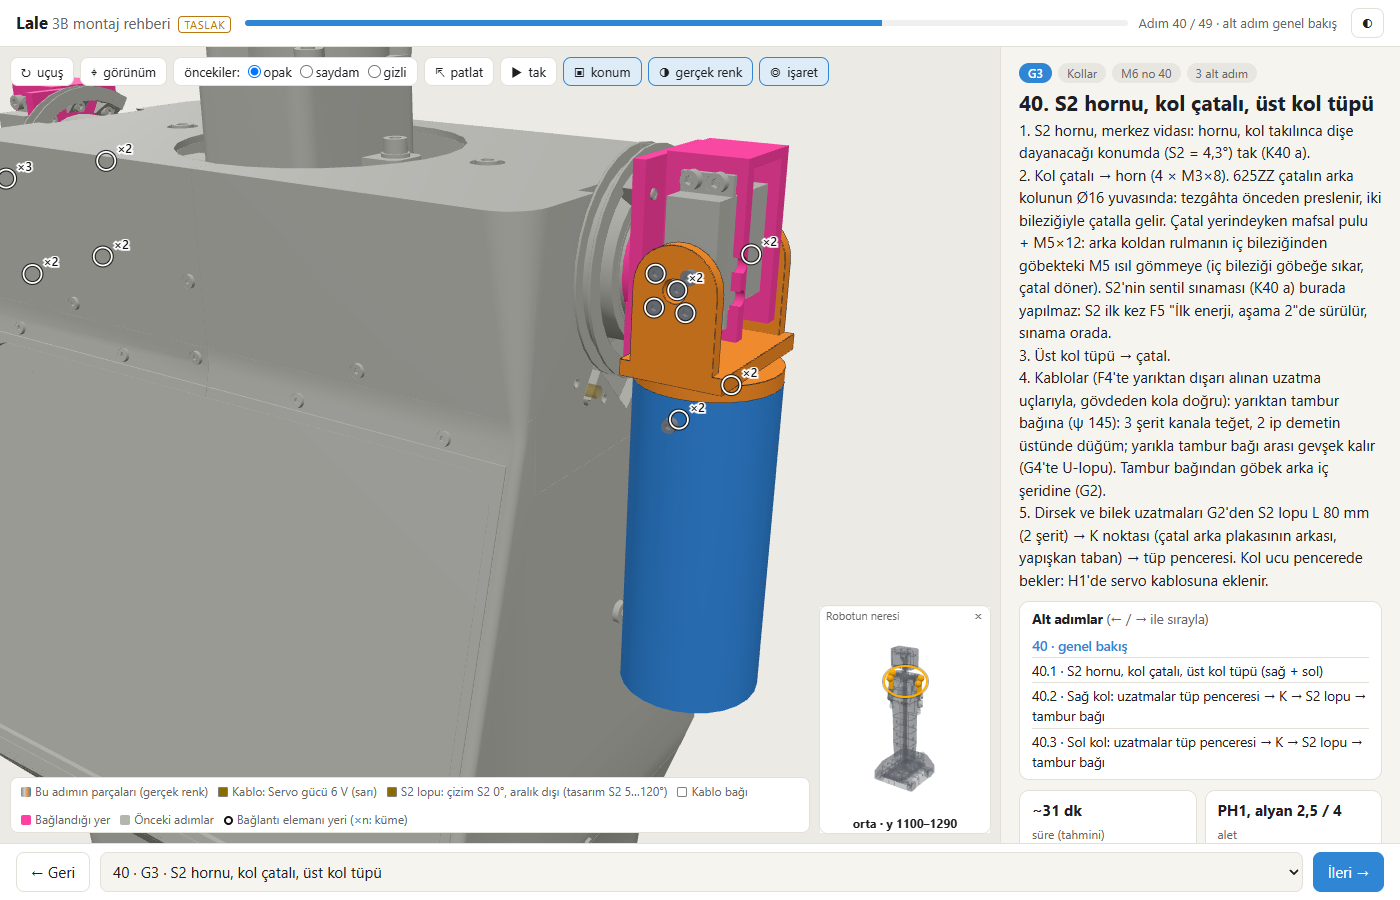 Lale 3B montaj rehberi TASLAK
Adım 40 / 49 · alt adım genel bakış
↻ uçuş
⌖ görünüm
öncekiler: opak saydam gizli
⇱ patlat
▶ tak
▣ konum
◑ gerçek renk
◎ işaret
×3
×2
×2
×2
×2
×2
×2
×2
Robotun neresi ×
orta · y 1100–1290
Bu adımın parçaları (gerçek renk) Kablo: Servo gücü 6 V (sarı) S2 lopu: çizim S2 0°, aralık dışı (tasarım S2 5…120°) Kablo bağı
Bağlandığı yer Önceki adımlar Bağlantı elemanı yeri (×n: küme)
G3 Kollar M6 no 40 3 alt adım
40. S2 hornu, kol çatalı, üst kol tüpü
1. S2 hornu, merkez vidası: hornu, kol takılınca dişe
dayanacağı konumda (S2 = 4,3°) tak (K40 a).
2. Kol çatalı → horn (4 × M3×8). 625ZZ çatalın arka
kolunun Ø16 yuvasında: tezgâhta önceden preslenir, iki
bileziğiyle çatalla gelir. Çatal yerindeyken mafsal pulu
+ M5×12: arka koldan rulmanın iç bileziğinden
göbekteki M5 ısıl gömmeye (iç bileziği göbeğe sıkar,
çatal döner). S2'nin sentil sınaması (K40 a) burada
yapılmaz: S2 ilk kez F5 "İlk enerji, aşama 2"de sürülür,
sınama orada.
3. Üst kol tüpü → çatal.
4. Kablolar (F4'te yarıktan dışarı alınan uzatma
uçlarıyla, gövdeden kola doğru): yarıktan tambur
bağına (ψ 145): 3 şerit kanala teğet, 2 ip demetin
üstünde düğüm; yarıkla tambur bağı arası gevşek kalır
(G4'te U-lopu). Tambur bağından göbek arka iç
şeridine (G2).
5. Dirsek ve bilek uzatmaları G2'den S2 lopu L 80 mm
(2 şerit) → K noktası (çatal arka plakasının arkası,
yapışkan taban) → tüp penceresi. Kol ucu pencerede
bekler: H1'de servo kablosuna eklenir.
Alt adımlar (← / → ile sırayla)
40 · genel bakış
40.1 · S2 hornu, kol çatalı, üst kol tüpü (sağ + sol)
40.2 · Sağ kol: uzatmalar tüp penceresi → K → S2 lopu →
tambur bağı
40.3 · Sol kol: uzatmalar tüp penceresi → K → S2 lopu →
tambur bağı
~31 dk
süre (tahmini)
PH1, alyan 2,5 / 4
alet
← Geri
40 · G3 · S2 hornu, kol çatalı, üst kol tüpü
İleri →